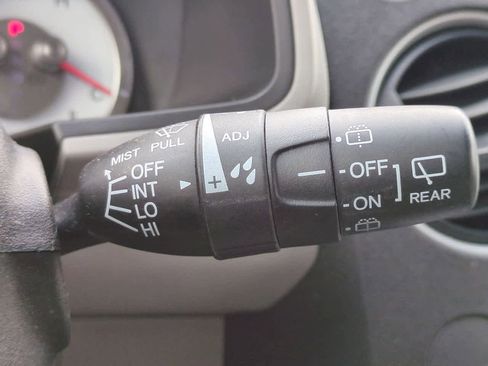 H
C
P
MIST PULL
OFF
INT
LO
HI
ADJ
+
OFF
ON
REAR